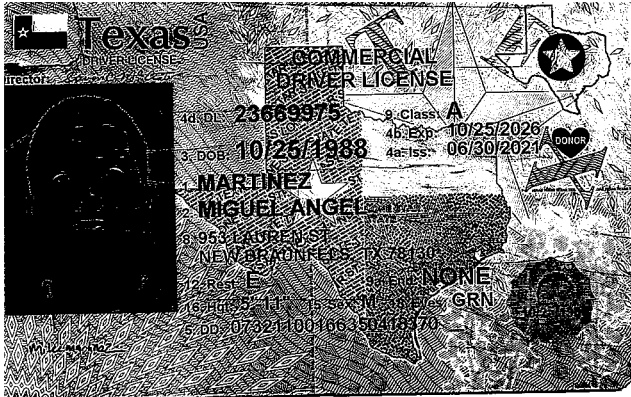 Texas USA
DRIVER LICENSE
COMMERCIAL
DRIVER LICENSE
Director:
4d. DL: 23669975 9. Class: A
4b. Exp: 10/25/2026
3. DOB: 10/25/1988 4a. Iss: 06/30/2021
DONOR
1. MARTINEZ
2. MIGUEL ANGEL
8. 953 LAUREN ST
NEW BRAUNFELS, TX 78130
12. Rest: E 9a. End: NONE
16. Hgt: 5'-11" 15. Sex: M 18. Eyes: GRN
5. DD: